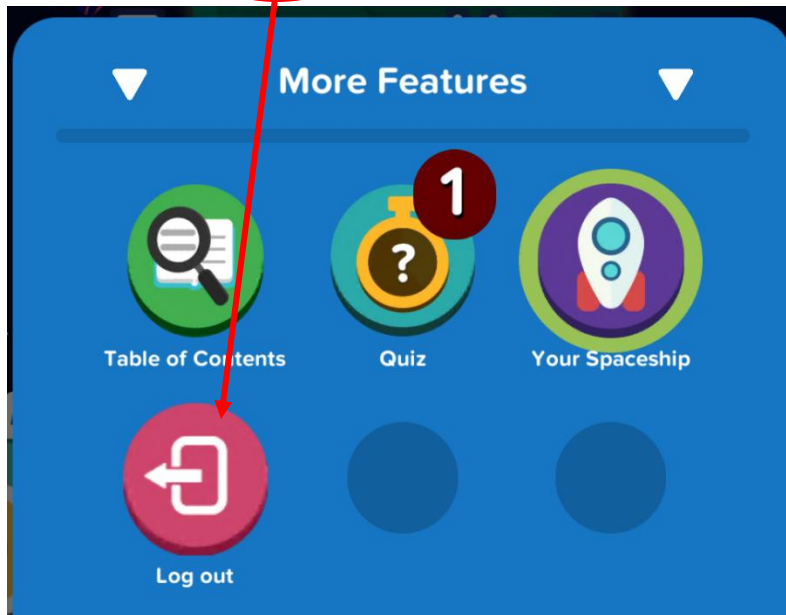 More Features
1
?
Table of Contents
Quiz
Your Spaceship
Log out